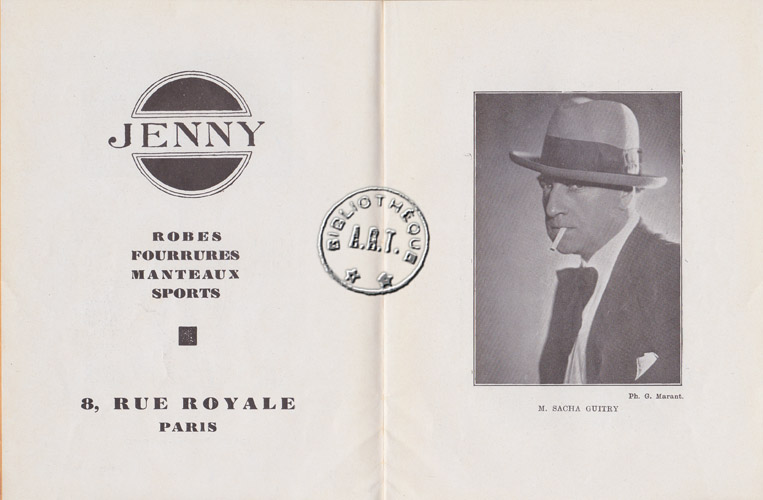 JENNY
ROBES
FOURRURES
MANTEAUX
SPORTS
8, RUE ROYALE
PARIS
BIBLIOTHÈQUE
A.R.T.
Ph. G. Marant.
M. SACHA GUITRY